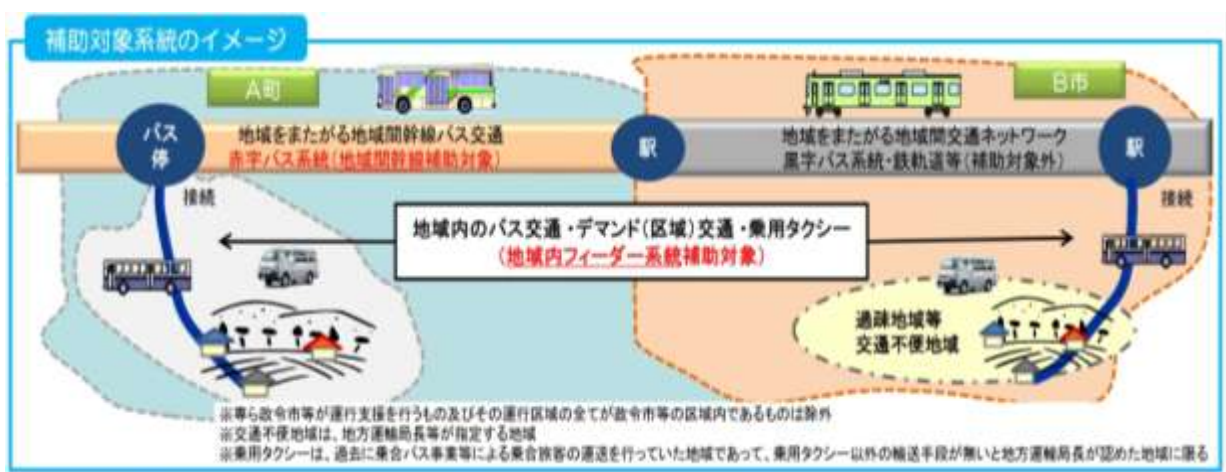 補助対象系統のイメージ
A町
B市
バス
停
地域をまたがる地域間幹線バス交通
赤字バス系統(地域間幹線補助対象)
駅
地域をまたがる地域間交通ネットワーク
黒字バス系統・鉄軌道等(補助対象外)
駅
接続
接続
地域内のバス交通・デマンド(区域)交通・乗用タクシー
(地域内フィーダー系統補助対象)
過疎地域等
交通不便地域
※専ら政令市等が運行支援を行うもの及びその運行区域の全てが政令市等の区域内であるものは除外
※交通不便地域は、地方運輸局長等が指定する地域
※乗用タクシーは、過去に乗合バス事業等による乗合旅客の運送を行っていた地域であって、乗用タクシー以外の輸送手段が無いと地方運輸局長が認めた地域に限る